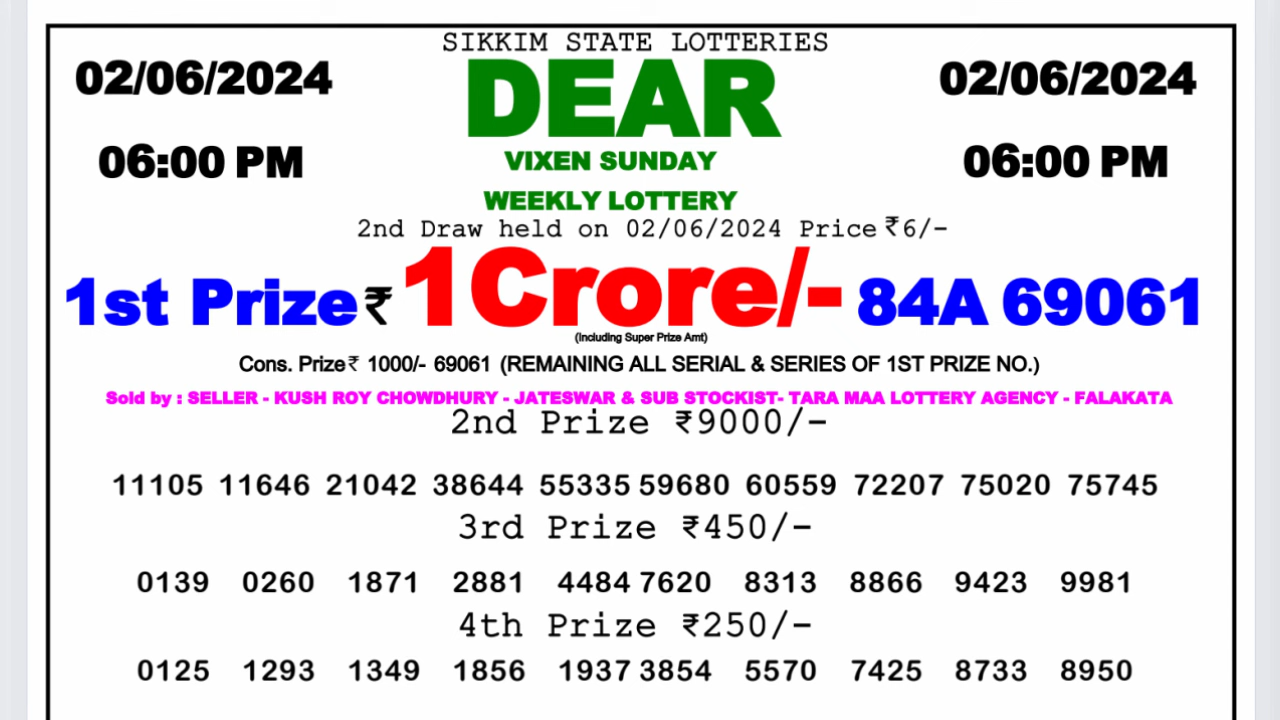 SIKKIM STATE LOTTERIES
02/06/2024 DEAR 02/06/2024
06:00 PM VIXEN SUNDAY 06:00 PM
WEEKLY LOTTERY
2nd Draw held on 02/06/2024 Price ₹6/-
1st Prize ₹ 1Crore/- 84A 69061
(Including Super Prize Amt)
Cons. Prize ₹ 1000/- 69061 (REMAINING ALL SERIAL & SERIES OF 1ST PRIZE NO.)
Sold by : SELLER - KUSH ROY CHOWDHURY - JATESWAR & SUB STOCKIST- TARA MAA LOTTERY AGENCY - FALAKATA
2nd Prize ₹9000/-
11105 11646 21042 38644 55335 59680 60559 72207 75020 75745
3rd Prize ₹450/-
0139 0260 1871 2881 4484 7620 8313 8866 9423 9981
4th Prize ₹250/-
0125 1293 1349 1856 1937 3854 5570 7425 8733 8950